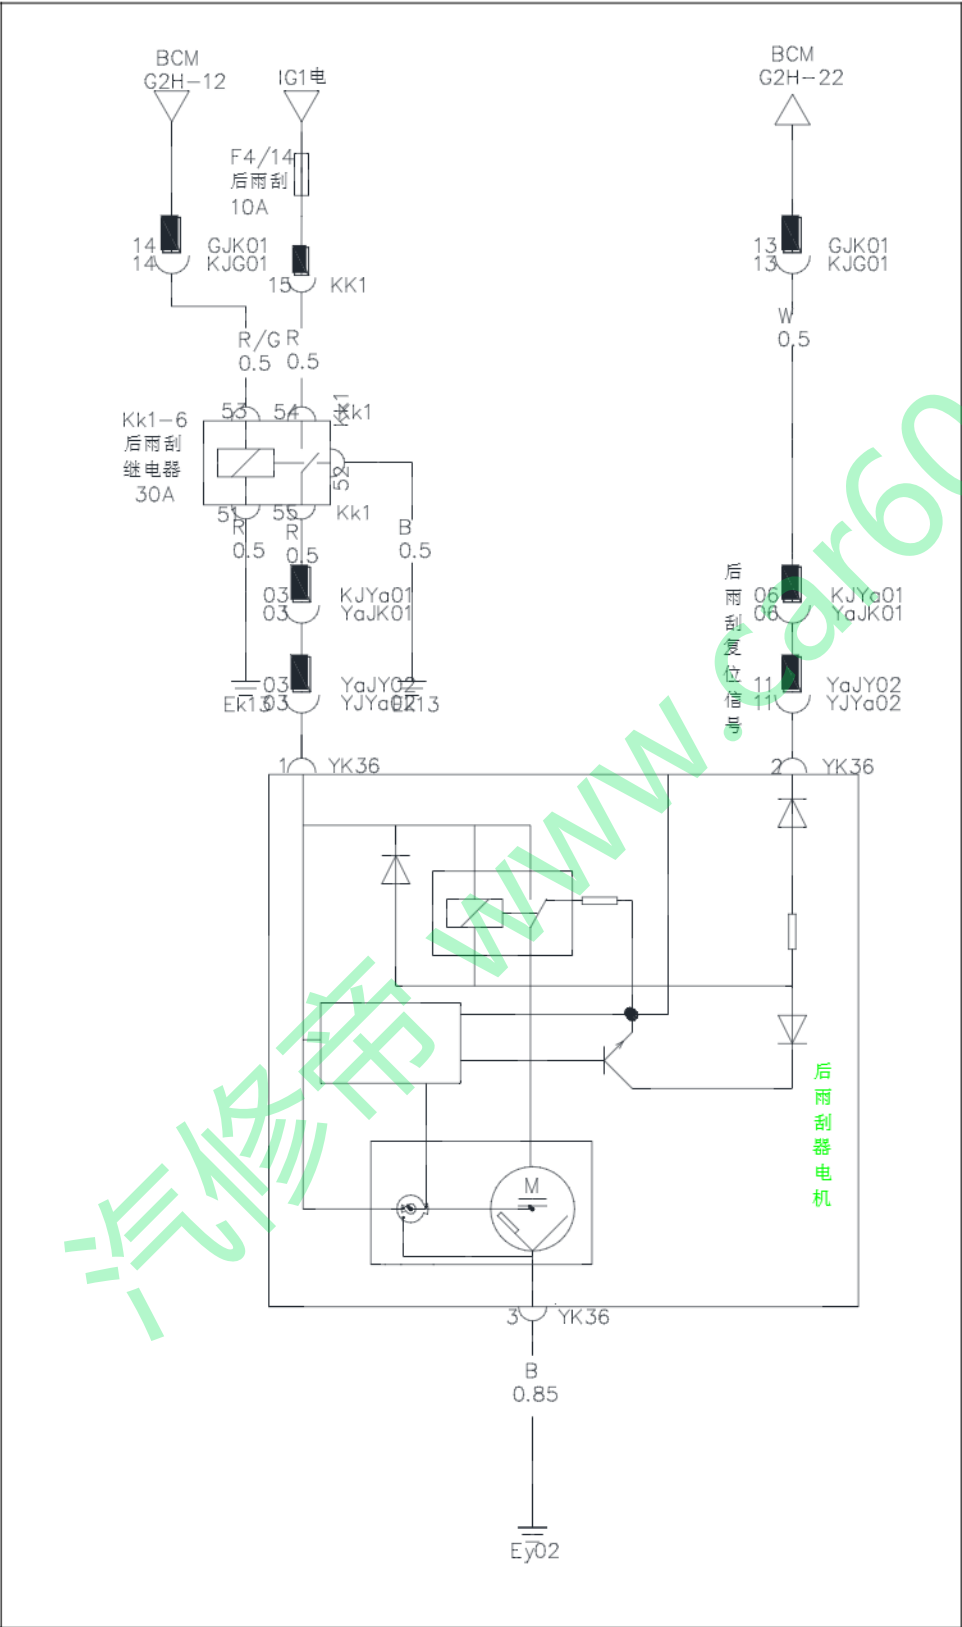 BCM
G2H-12
IG1电
BCM
G2H-22
F4/14
后雨刮
10A
14
14
GJK01
KJG01
15
KK1
13
13
GJK01
KJG01
R/G
0.5
R
0.5
W
0.5
Kk1-6
后雨刮
继电器
30A
53
54
Kk1
Kk1
52
51
55
Kk1
R
0.5
R
0.5
B
0.5
03
03
KJYa01
YaJK01
后雨刮复位信号
06
06
KJYa01
YaJK01
03
03
YaJY02
YJYa02
Ek13
Ek13
11
11
YaJY02
YJYa02
1
YK36
2
YK36
后雨刮器电机
M
3
YK36
B
0.85
Ey02
汽修帝 www.car60